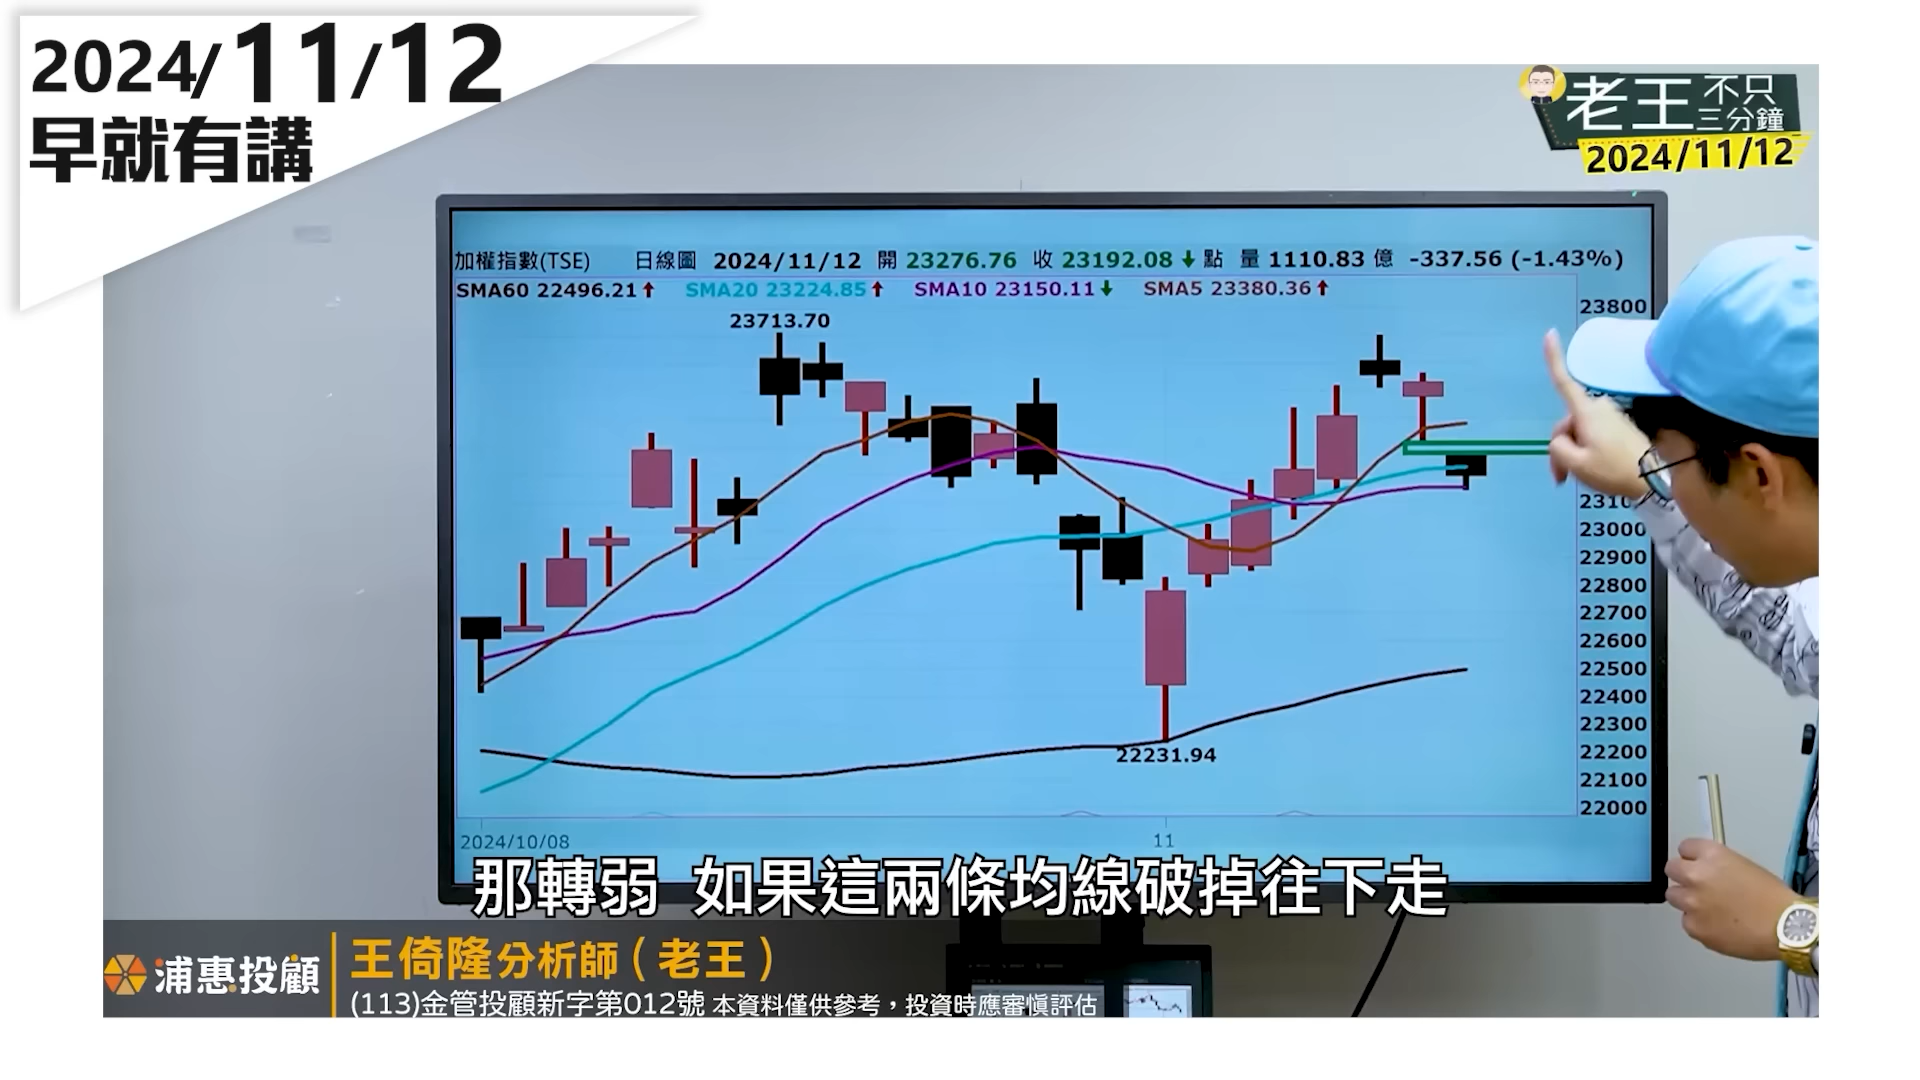 2024/11/12
早就有講
老王 不只三分鐘
2024/11/12
加權指數(TSE) 日線圖 2024/11/12 開 23276.76 收 23192.08 ↓ 點 量 1110.83 億 -337.56 (-1.43%)
SMA60 22496.21↑ SMA20 23224.85↑ SMA10 23150.11↓ SMA5 23380.36↑
23713.70
23800
23000
22900
22800
22700
22600
22500
22400
22300
22200
22100
22000
22231.94
2024/10/08
11
那轉弱 如果這兩條均線破掉往下走
浦惠投顧
王倚隆分析師(老王)
(113)金管投顧新字第012號 本資料僅供參考，投資時應審慎評估